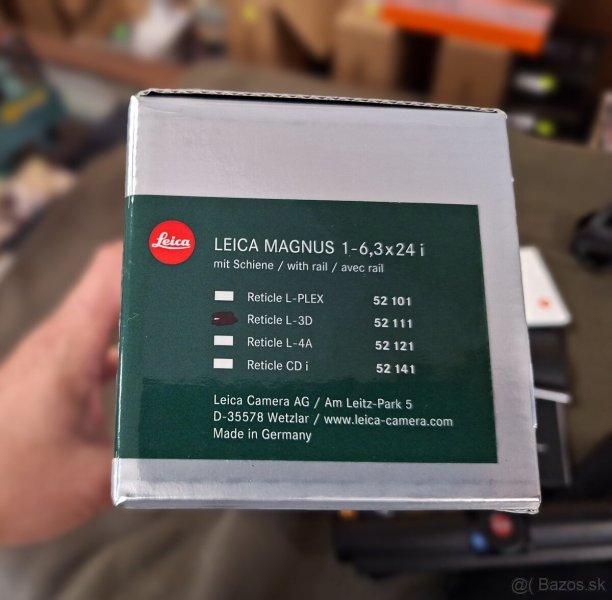 Leica
LEICA MAGNUS 1-6,3x24 i
mit Schiene / with rail / avec rail
Reticle L-PLEX 52 101
Reticle L-3D 52 111
Reticle L-4A 52 121
Reticle CD i 52 141
Leica Camera AG / Am Leitz-Park 5
D-35578 Wetzlar / www.leica-camera.com
Made in Germany
@( Bazos.sk